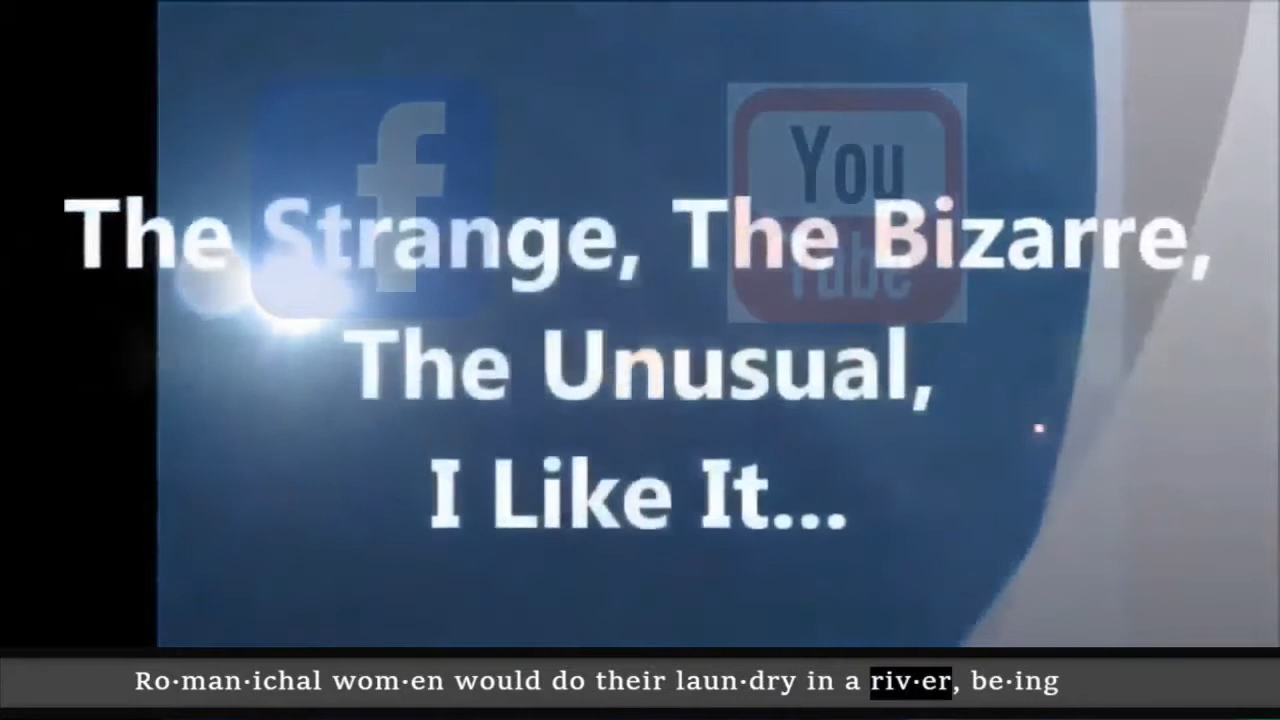 f
You
Tube
The Strange, The Bizarre,
The Unusual,
I Like It...
Ro·man·ichal wom·en would do their laun·dry in a riv·er, be·ing